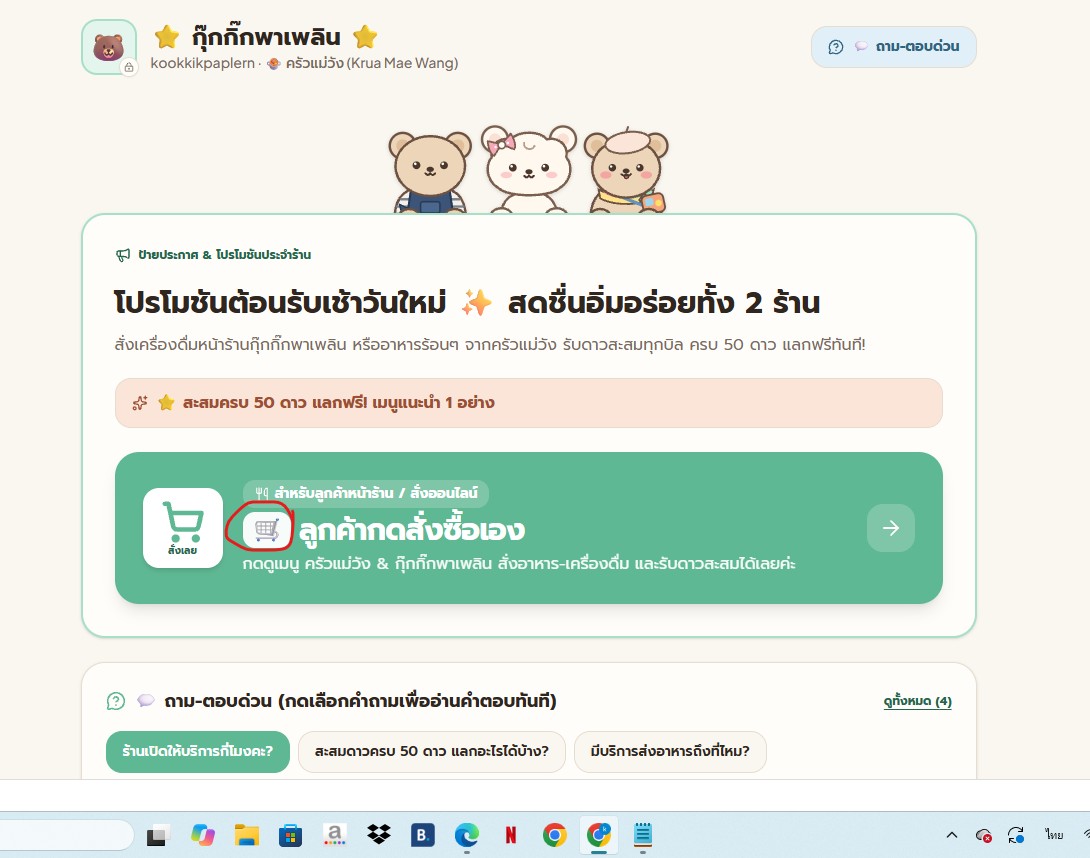 กุ๊กกิ๊กพาเพลิน
kookkikpaplern · ครัวแม่วัง (Krua Mae Wang)
ถาม-ตอบด่วน
ป้ายประกาศ & โปรโมชันประจำร้าน
โปรโมชันต้อนรับเช้าวันใหม่ ✨ สดชื่นอิ่มอร่อยทั้ง 2 ร้าน
สั่งเครื่องดื่มหน้าร้านกุ๊กกิ๊กพาเพลิน หรืออาหารร้อนๆ จากครัวแม่วัง รับดาวสะสมทุกบิล ครบ 50 ดาว แลกฟรีทันที!
สะสมครบ 50 ดาว แลกฟรี! เมนูแนะนำ 1 อย่าง
สำหรับลูกค้าหน้าร้าน / สั่งออนไลน์
สั่งเลย
ลูกค้ากดสั่งซื้อเอง
กดดูเมนู ครัวแม่วัง & กุ๊กกิ๊กพาเพลิน สั่งอาหาร-เครื่องดื่ม และรับดาวสะสมได้เลยค่ะ
ถาม-ตอบด่วน (กดเลือกคำถามเพื่ออ่านคำตอบทันที)
ดูทั้งหมด (4)
ร้านเปิดให้บริการกี่โมงคะ?
สะสมดาวครบ 50 ดาว แลกอะไรได้บ้าง?
มีบริการส่งอาหารถึงที่ไหม?
a
B.
N
ไทย